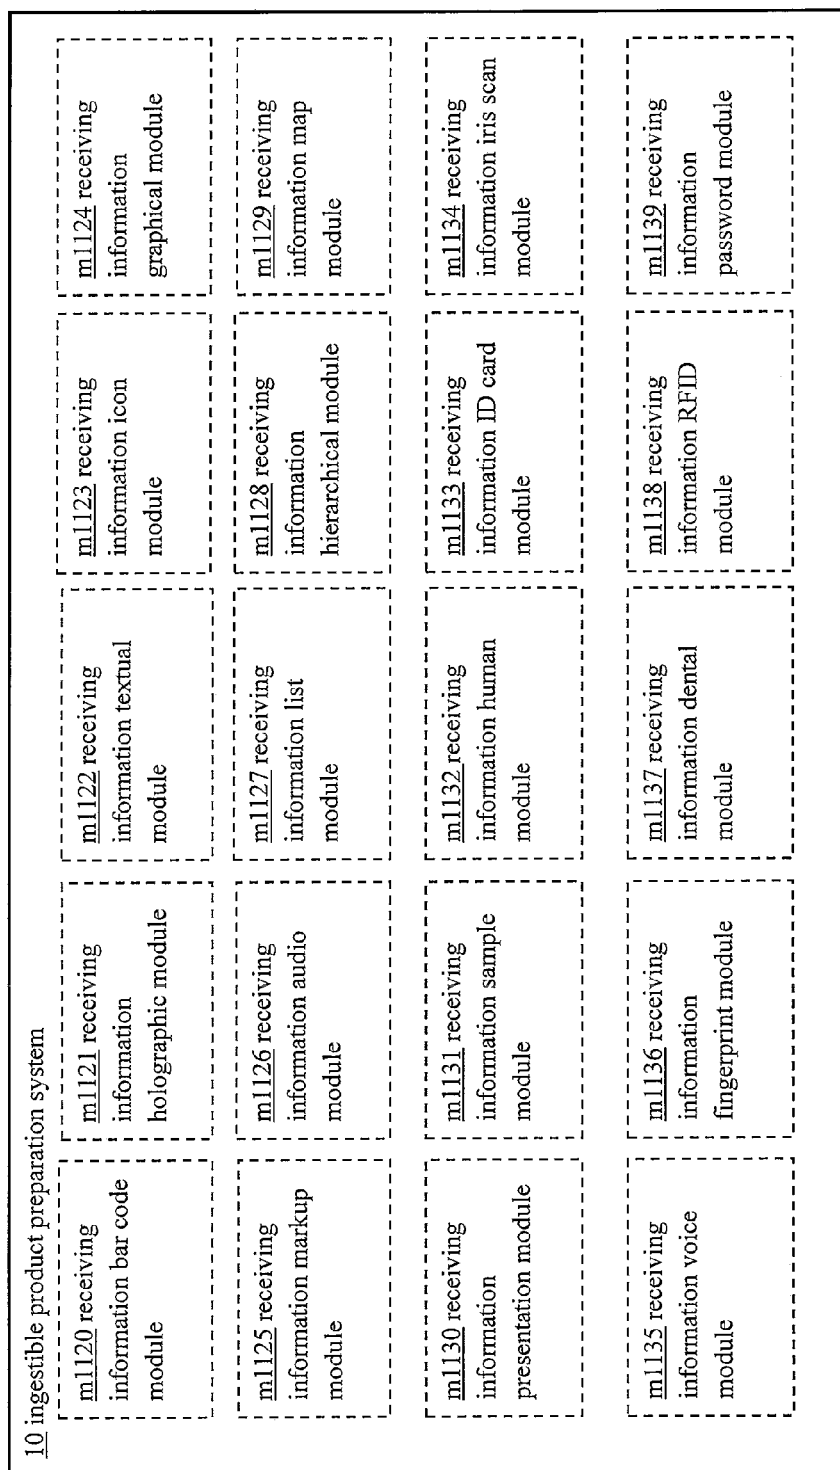 10 ingestible product preparation system
m1120 receiving
information bar code
module
m1121 receiving
information
holographic module
m1122 receiving
information textual
module
m1123 receiving
information icon
module
m1124 receiving
information
graphical module
m1125 receiving
information markup
module
m1126 receiving
information audio
module
m1127 receiving
information list
module
m1128 receiving
information
hierarchical module
m1129 receiving
information map
module
m1130 receiving
information
presentation module
m1131 receiving
information sample
module
m1132 receiving
information human
module
m1133 receiving
information ID card
module
m1134 receiving
information iris scan
module
m1135 receiving
information voice
module
m1136 receiving
information
fingerprint module
m1137 receiving
information dental
module
m1138 receiving
information RFID
module
m1139 receiving
information
password module